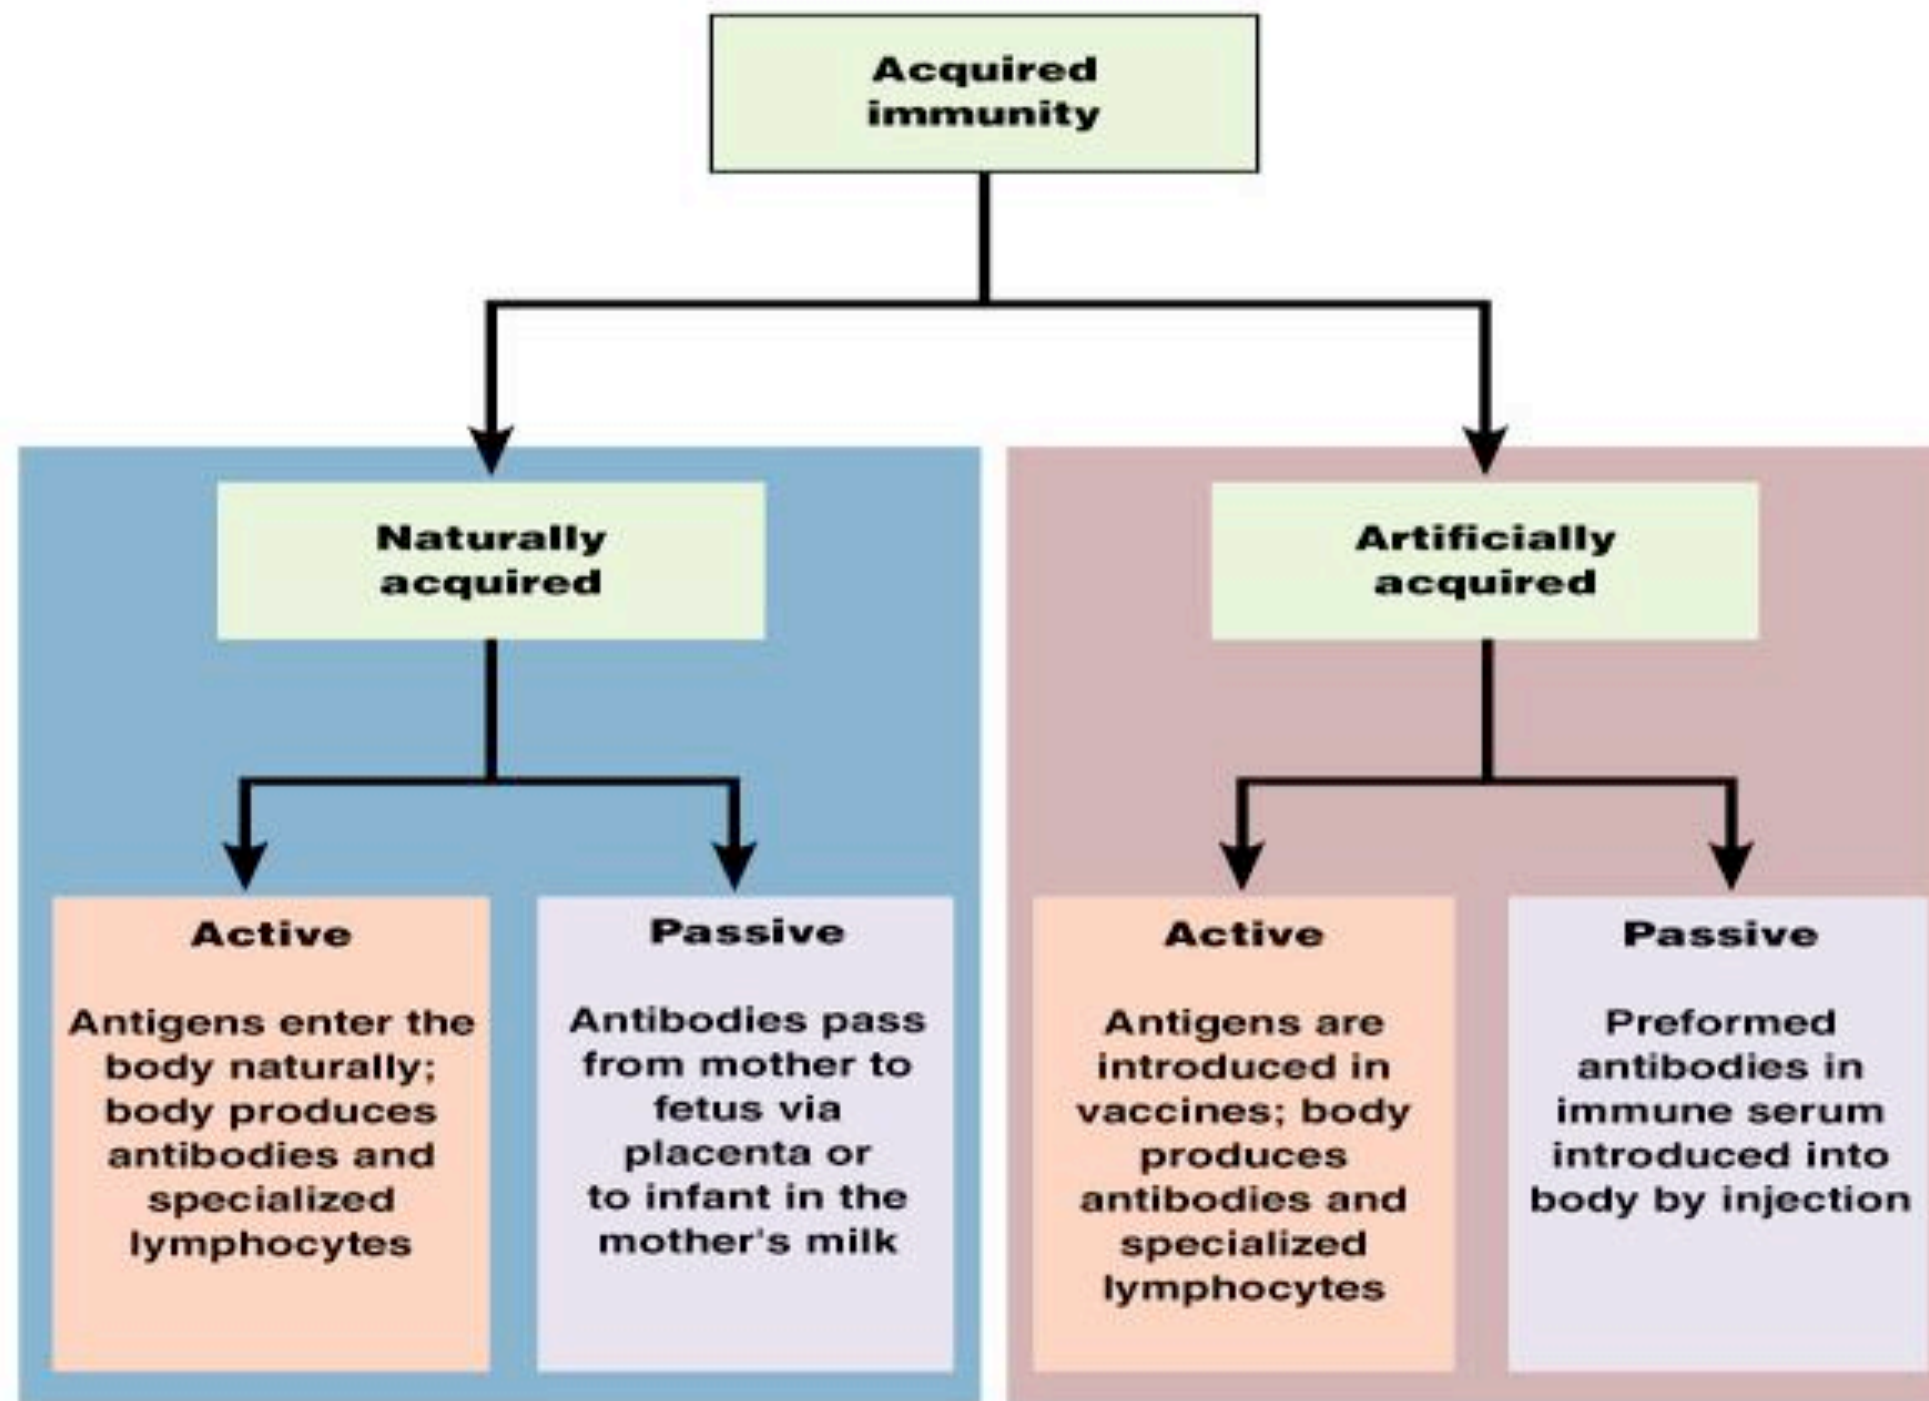 Acquired
immunity
Naturally
acquired
Artificially
acquired
Active
Antigens enter the
body naturally;
body produces
antibodies and
specialized
lymphocytes
Passive
Antibodies pass
from mother to
fetus via
placenta or
to infant in the
mother's milk
Active
Antigens are
introduced in
vaccines; body
produces
antibodies and
specialized
lymphocytes
Passive
Preformed
antibodies in
immune serum
introduced into
body by injection